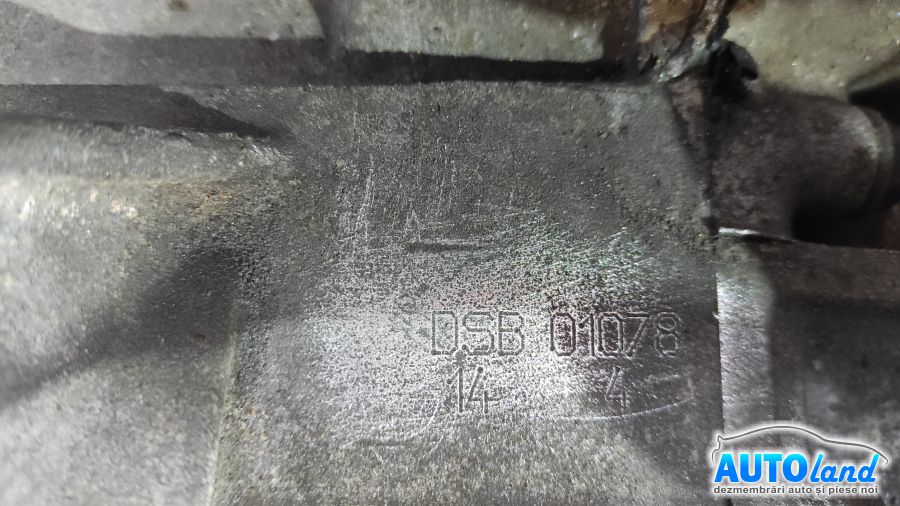 DSB 01078
14 4
AUTOland
dezmembrări auto și piese noi